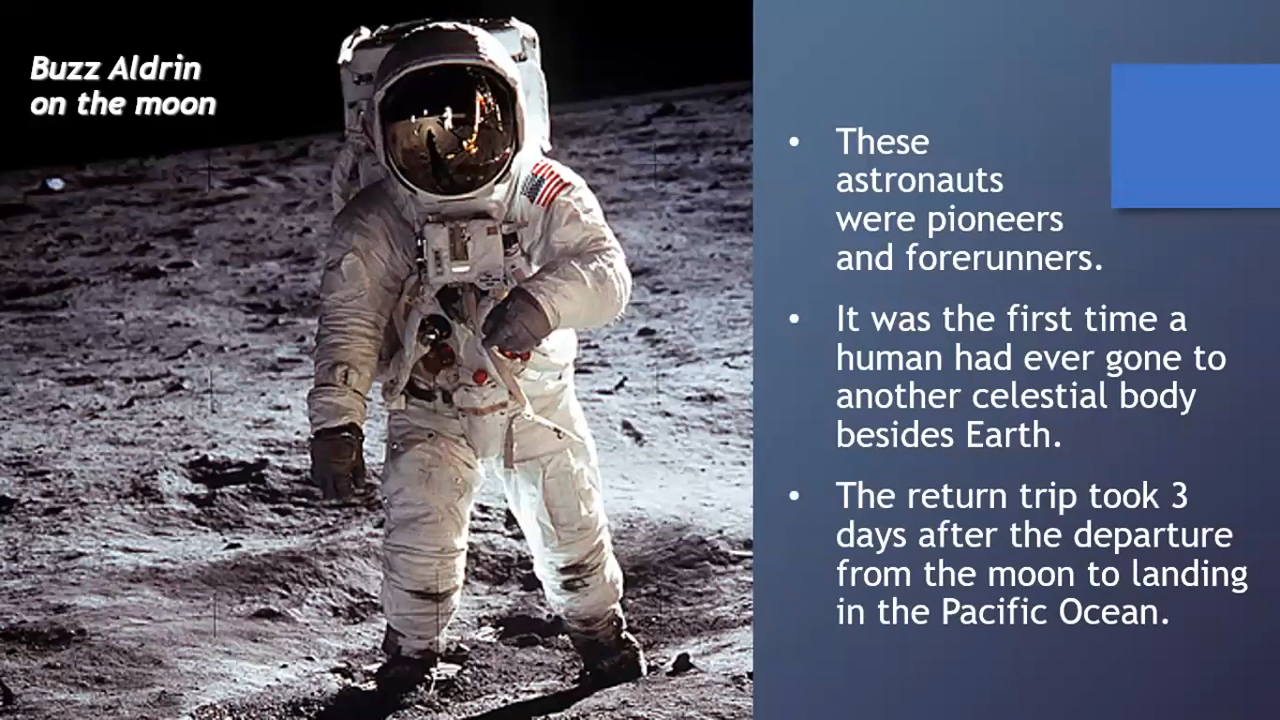 Buzz Aldrin
on the moon
• These
astronauts
were pioneers
and forerunners.
• It was the first time a
human had ever gone to
another celestial body
besides Earth.
• The return trip took 3
days after the departure
from the moon to landing
in the Pacific Ocean.